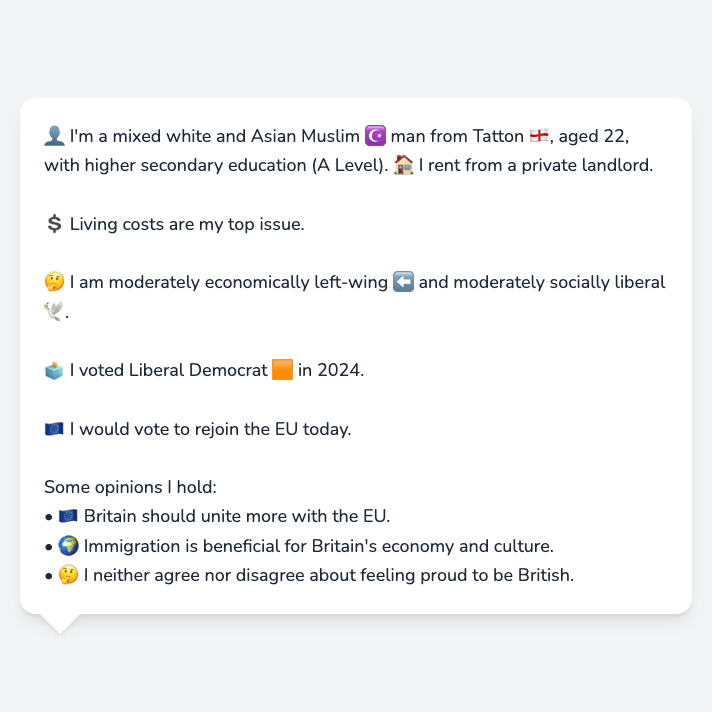 👤 I'm a mixed white and Asian Muslim ☪️ man from Tatton 🏴󠁧󠁢󠁥󠁮󠁧󠁿, aged 22,
with higher secondary education (A Level). 🏠 I rent from a private landlord.
💲 Living costs are my top issue.
🤔 I am moderately economically left-wing ⬅️ and moderately socially liberal
🕊️.
🗳️ I voted Liberal Democrat 🟧 in 2024.
🇪🇺 I would vote to rejoin the EU today.
Some opinions I hold:
• 🇪🇺 Britain should unite more with the EU.
• 🌍 Immigration is beneficial for Britain's economy and culture.
• 🤔 I neither agree nor disagree about feeling proud to be British.